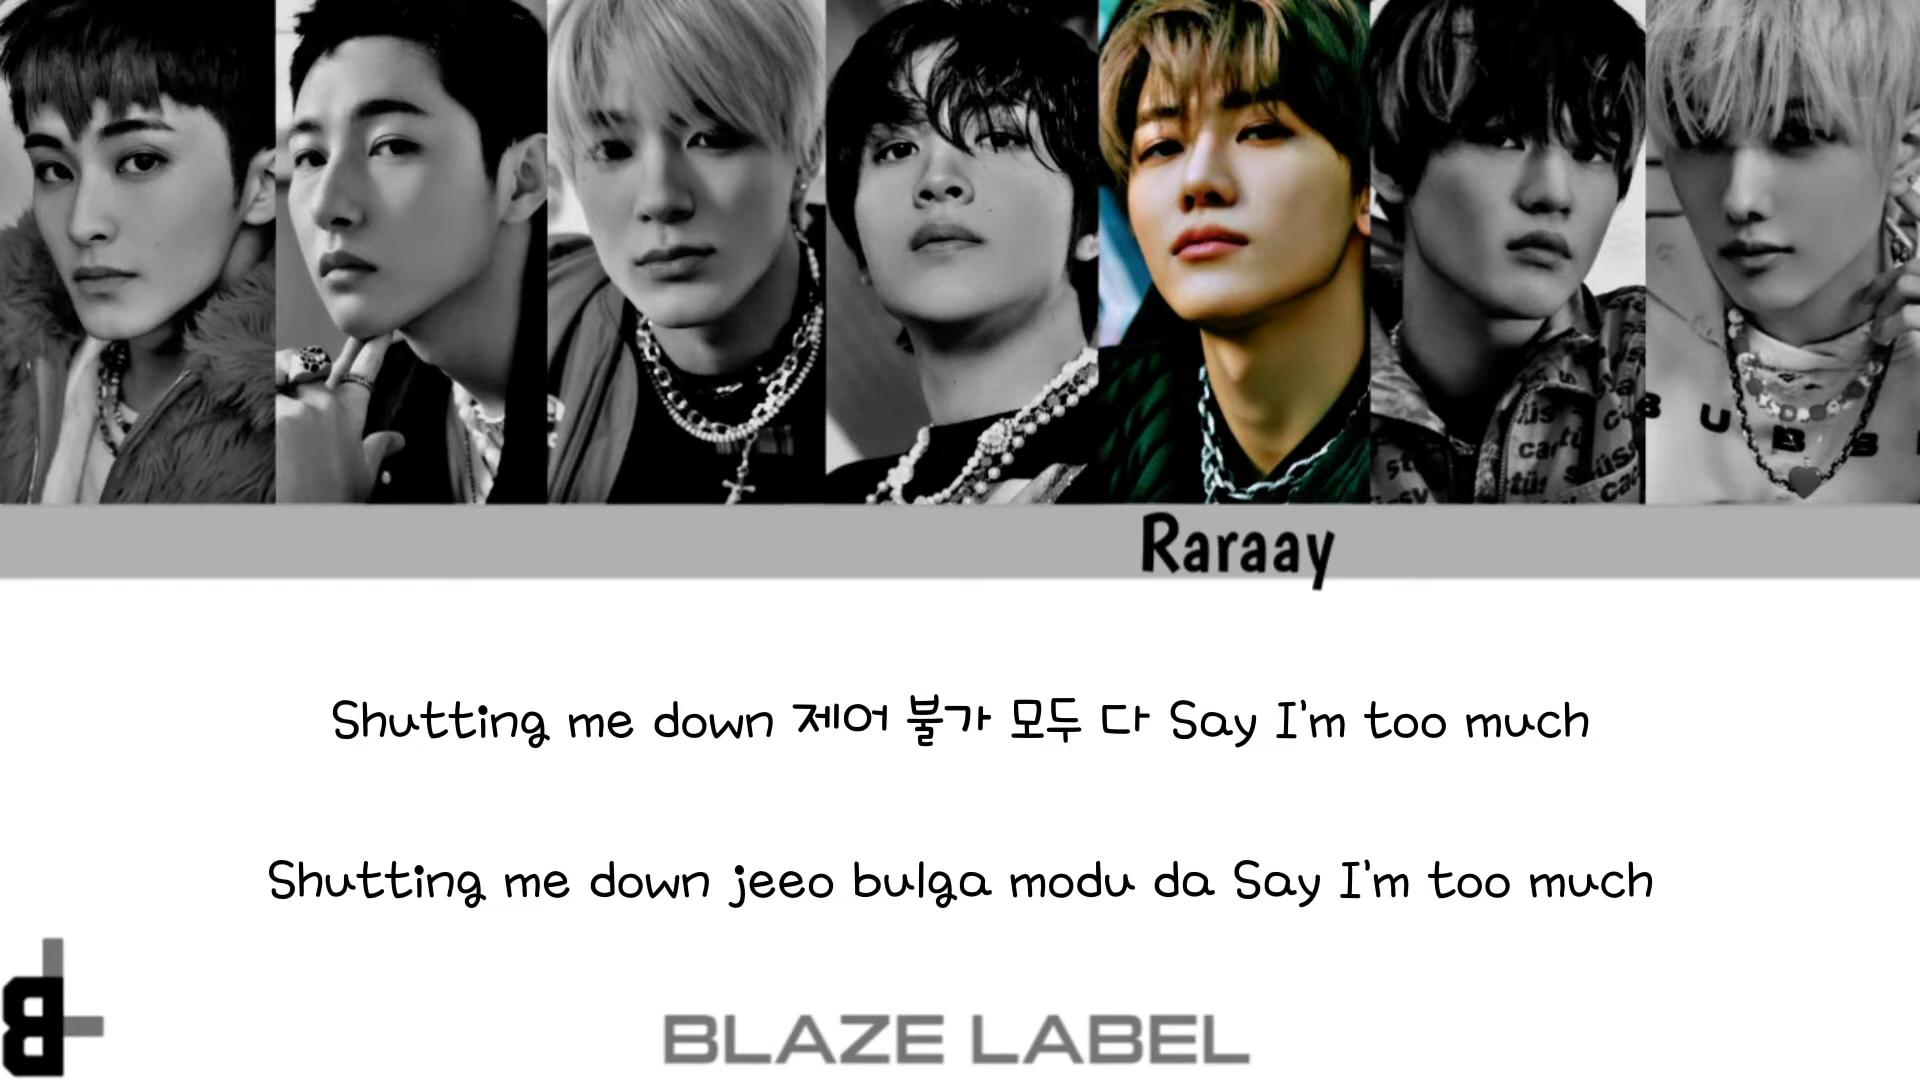 BUBB
Raraay
Shutting me down 제어 불가 모두 다 Say I'm too much
Shutting me down jeeo bulga modu da Say I'm too much
B
BLAZE LABEL